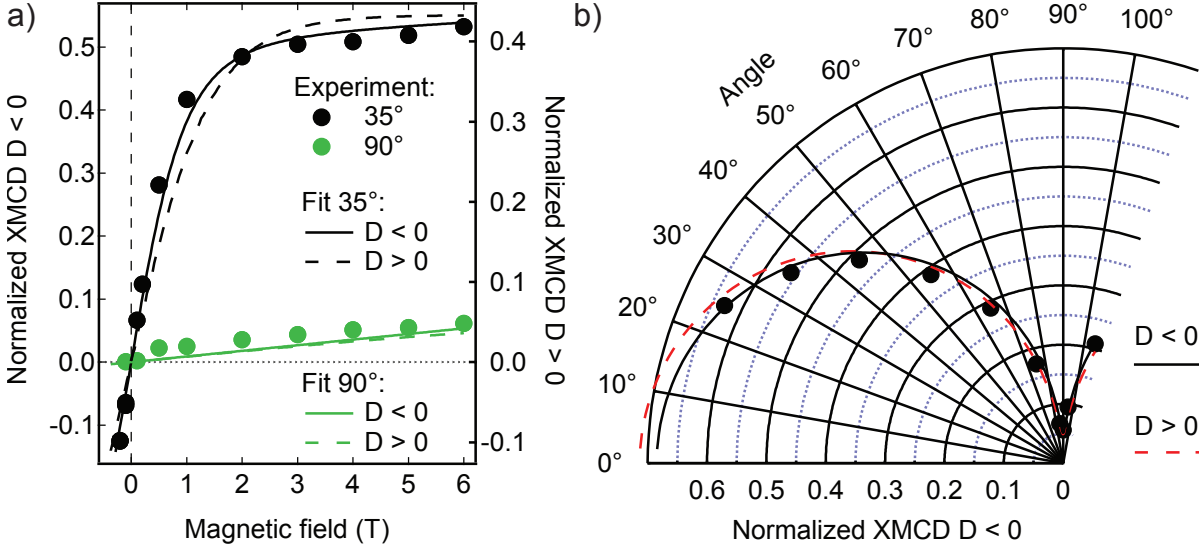 a)
Normalized XMCD D < 0
0.5
0.4
0.3
0.2
0.1
0.0
-0.1
0
1
2
3
4
5
6
Magnetic field (T)
Experiment:
35°
90°
Fit 35°:
D < 0
D > 0
Fit 90°:
D < 0
D > 0
0.4
0.3
0.2
0.1
0.0
-0.1
Normalized XMCD D > 0
b)
Angle
0°
10°
20°
30°
40°
50°
60°
70°
80°
90°
100°
0.6
0.5
0.4
0.3
0.2
0.1
0
Normalized XMCD D < 0
D < 0
D > 0